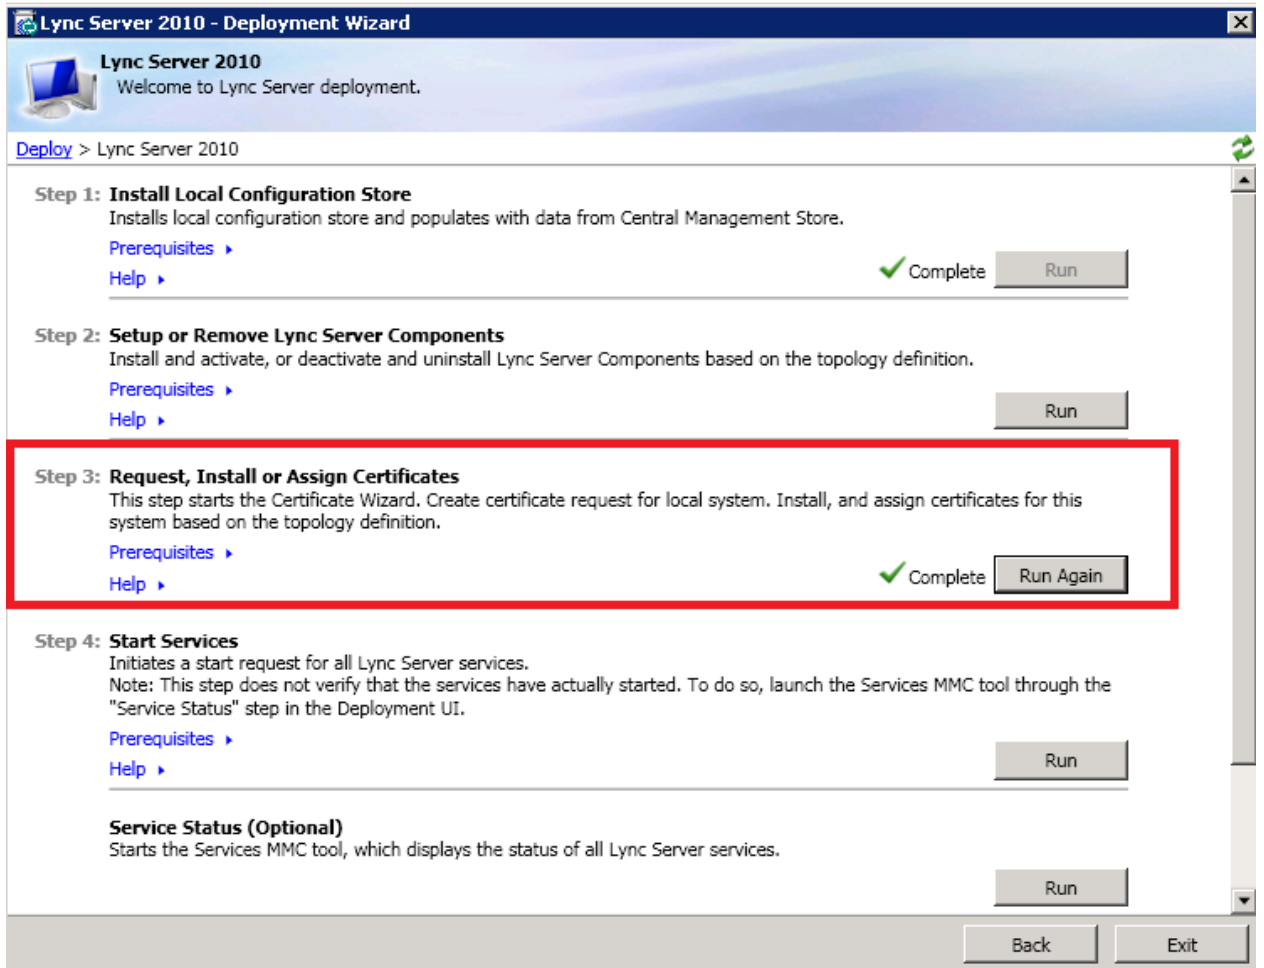 Lync Server 2010 - Deployment Wizard
Lync Server 2010
Welcome to Lync Server deployment.
Deploy > Lync Server 2010
Step 1: Install Local Configuration Store
Installs local configuration store and populates with data from Central Management Store.
Prerequisites
Help
Complete Run
Step 2: Setup or Remove Lync Server Components
Install and activate, or deactivate and uninstall Lync Server Components based on the topology definition.
Prerequisites
Help
Run
Step 3: Request, Install or Assign Certificates
This step starts the Certificate Wizard. Create certificate request for local system. Install, and assign certificates for this
system based on the topology definition.
Prerequisites
Help
Complete Run Again
Step 4: Start Services
Initiates a start request for all Lync Server services.
Note: This step does not verify that the services have actually started. To do so, launch the Services MMC tool through the
"Service Status" step in the Deployment UI.
Prerequisites
Help
Run
Service Status (Optional)
Starts the Services MMC tool, which displays the status of all Lync Server services.
Run
Back Exit